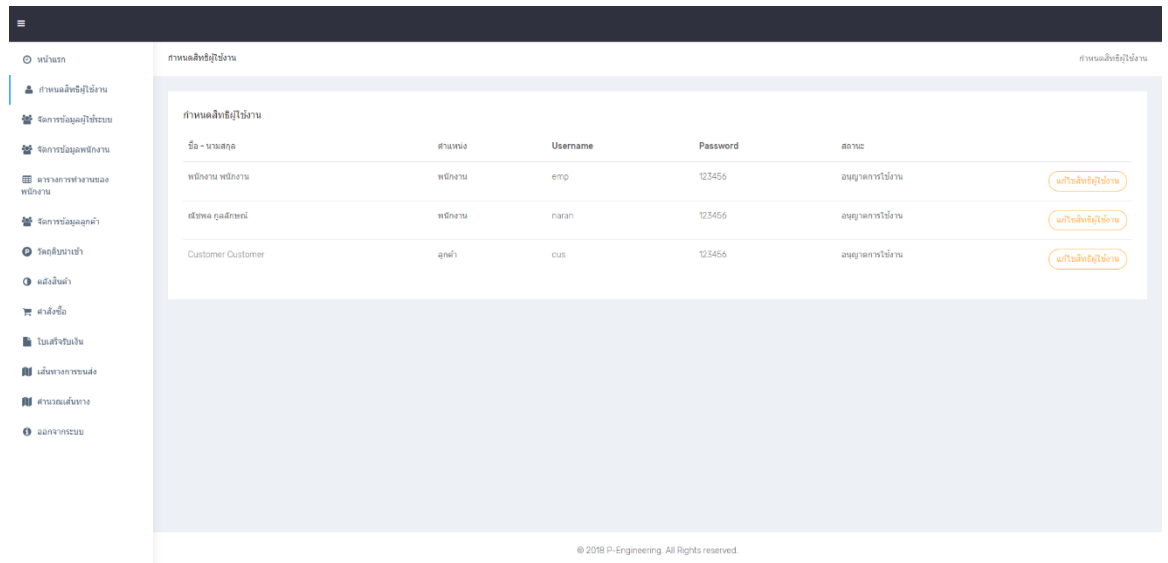 หน้าแรก
กำหนดสิทธิผู้ใช้งาน
กำหนดสิทธิผู้ใช้งาน
กำหนดสิทธิผู้ใช้งาน
จัดการข้อมูลผู้ใช้ระบบ
จัดการข้อมูลพนักงาน
ตารางการทำงานของ
พนักงาน
จัดการข้อมูลลูกค้า
วัตถุดิบนำเข้า
คลังสินค้า
คำสั่งซื้อ
ใบเสร็จรับเงิน
เส้นทางการขนส่ง
คำนวณเส้นทาง
ออกจากระบบ
กำหนดสิทธิผู้ใช้งาน
ชื่อ - นามสกุล ตำแหน่ง Username Password สถานะ
พนักงาน พนักงาน พนักงาน emp 123456 อนุญาตการใช้งาน แก้ไขสิทธิผู้ใช้งาน
ณัชพล กุลลักษณ์ พนักงาน naran 123456 อนุญาตการใช้งาน แก้ไขสิทธิผู้ใช้งาน
Customer Customer ลูกค้า cus 123456 อนุญาตการใช้งาน แก้ไขสิทธิผู้ใช้งาน
© 2018 P-Engineering. All Rights reserved.